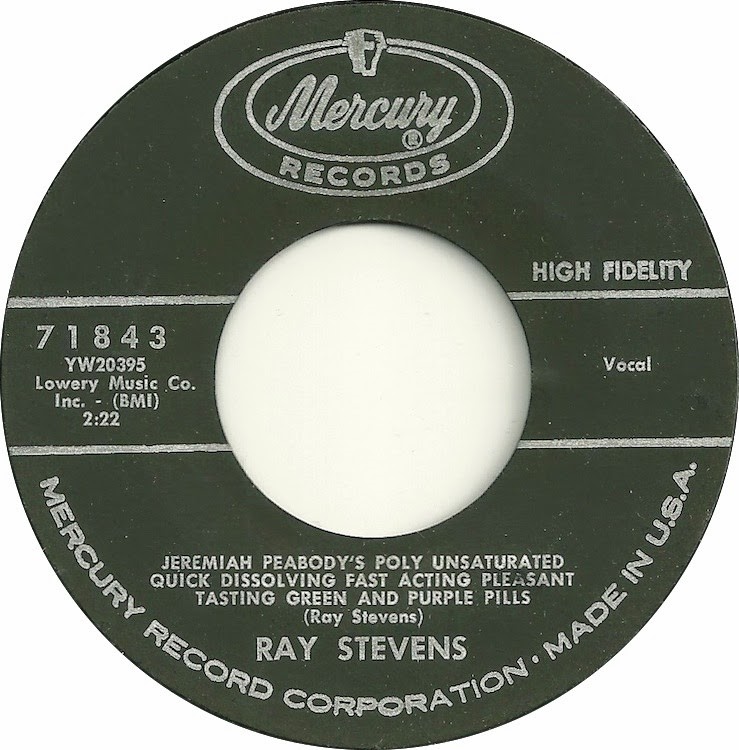 Mercury
®
RECORDS
HIGH FIDELITY
71843
YW20395
Lowery Music Co.
Inc. - (BMI)
2:22
Vocal
JEREMIAH PEABODY'S POLY UNSATURATED
QUICK DISSOLVING FAST ACTING PLEASANT
TASTING GREEN AND PURPLE PILLS
(Ray Stevens)
RAY STEVENS
MERCURY RECORD CORPORATION · MADE IN U.S.A.